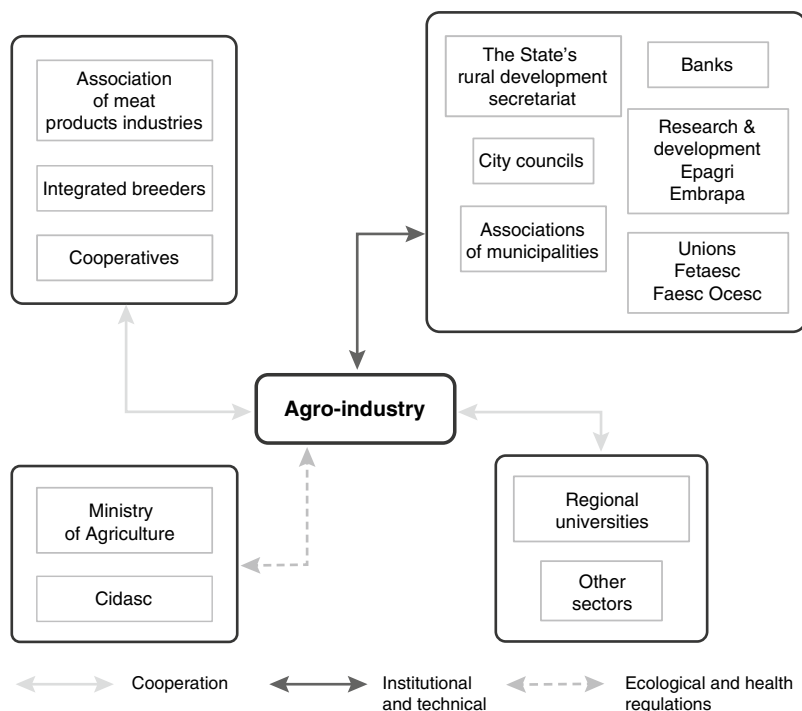 Association
of meat
products industries
Integrated breeders
Cooperatives
The State's
rural development
secretariat
Banks
City councils
Research &
development
Epagri
Embrapa
Associations
of municipalities
Unions
Fetaesc
Faesc Ocesc
Agro-industry
Ministry
of Agriculture
Cidasc
Regional
universities
Other
sectors
Cooperation
Institutional
and technical
Ecological and health
regulations